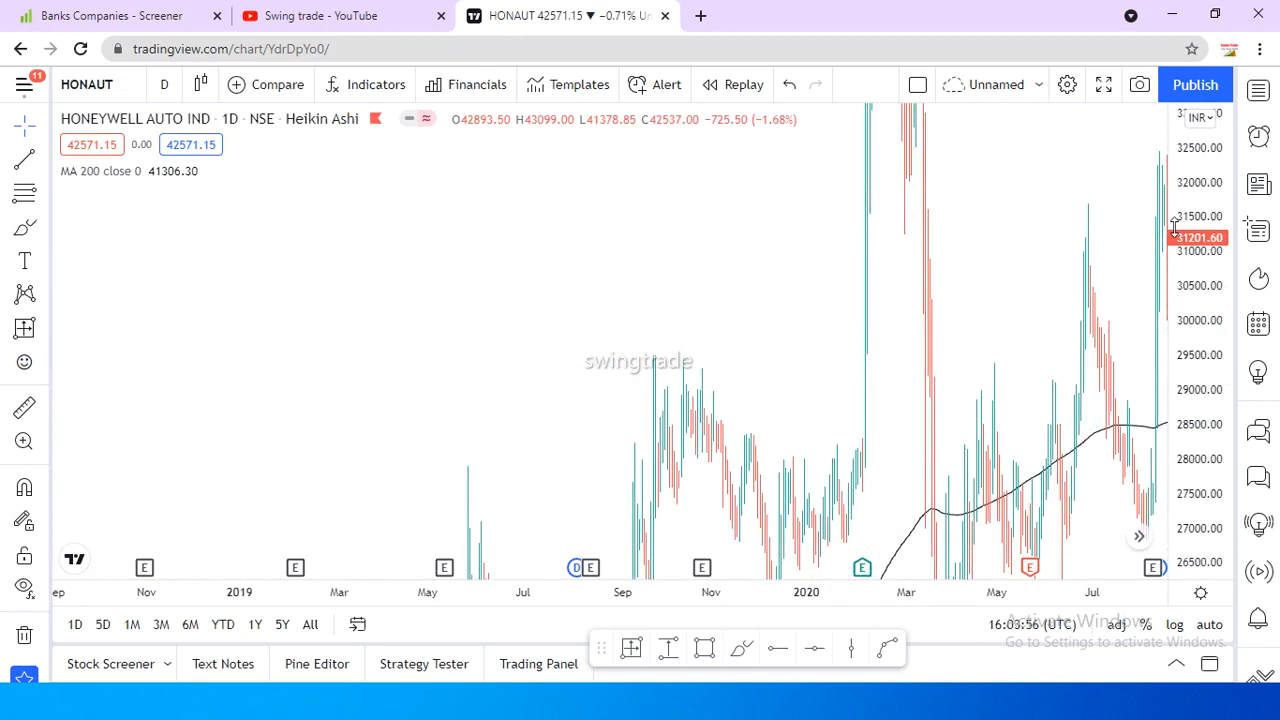 Banks Companies - Screener
Swing trade - YouTube
HONAUT 42571.15 ▼ −0.71% Un
tradingview.com/chart/YdrDpYo0/
11
HONAUT
D
Compare
Indicators
Financials
Templates
Alert
Replay
Unnamed
Publish
HONEYWELL AUTO IND · 1D · NSE · Heikin Ashi
O42893.50 H43099.00 L41378.85 C42537.00 −725.50 (−1.68%)
INR
42571.15 0.00 42571.15
MA 200 close 0 41306.30
32500.00
32000.00
31500.00
31201.60
31000.00
30500.00
30000.00
29500.00
29000.00
28500.00
28000.00
27500.00
27000.00
26500.00
swingtrade
E E E D E E E E E
Nov 2019 Mar May Jul Sep Nov 2020 Mar May Jul
1D 5D 1M 3M 6M YTD 1Y 5Y All
16:03:56 (UTC)
adj % log auto
Activate Windows
Go to Settings to activate Windows.
Stock Screener
Text Notes
Pine Editor
Strategy Tester
Trading Panel